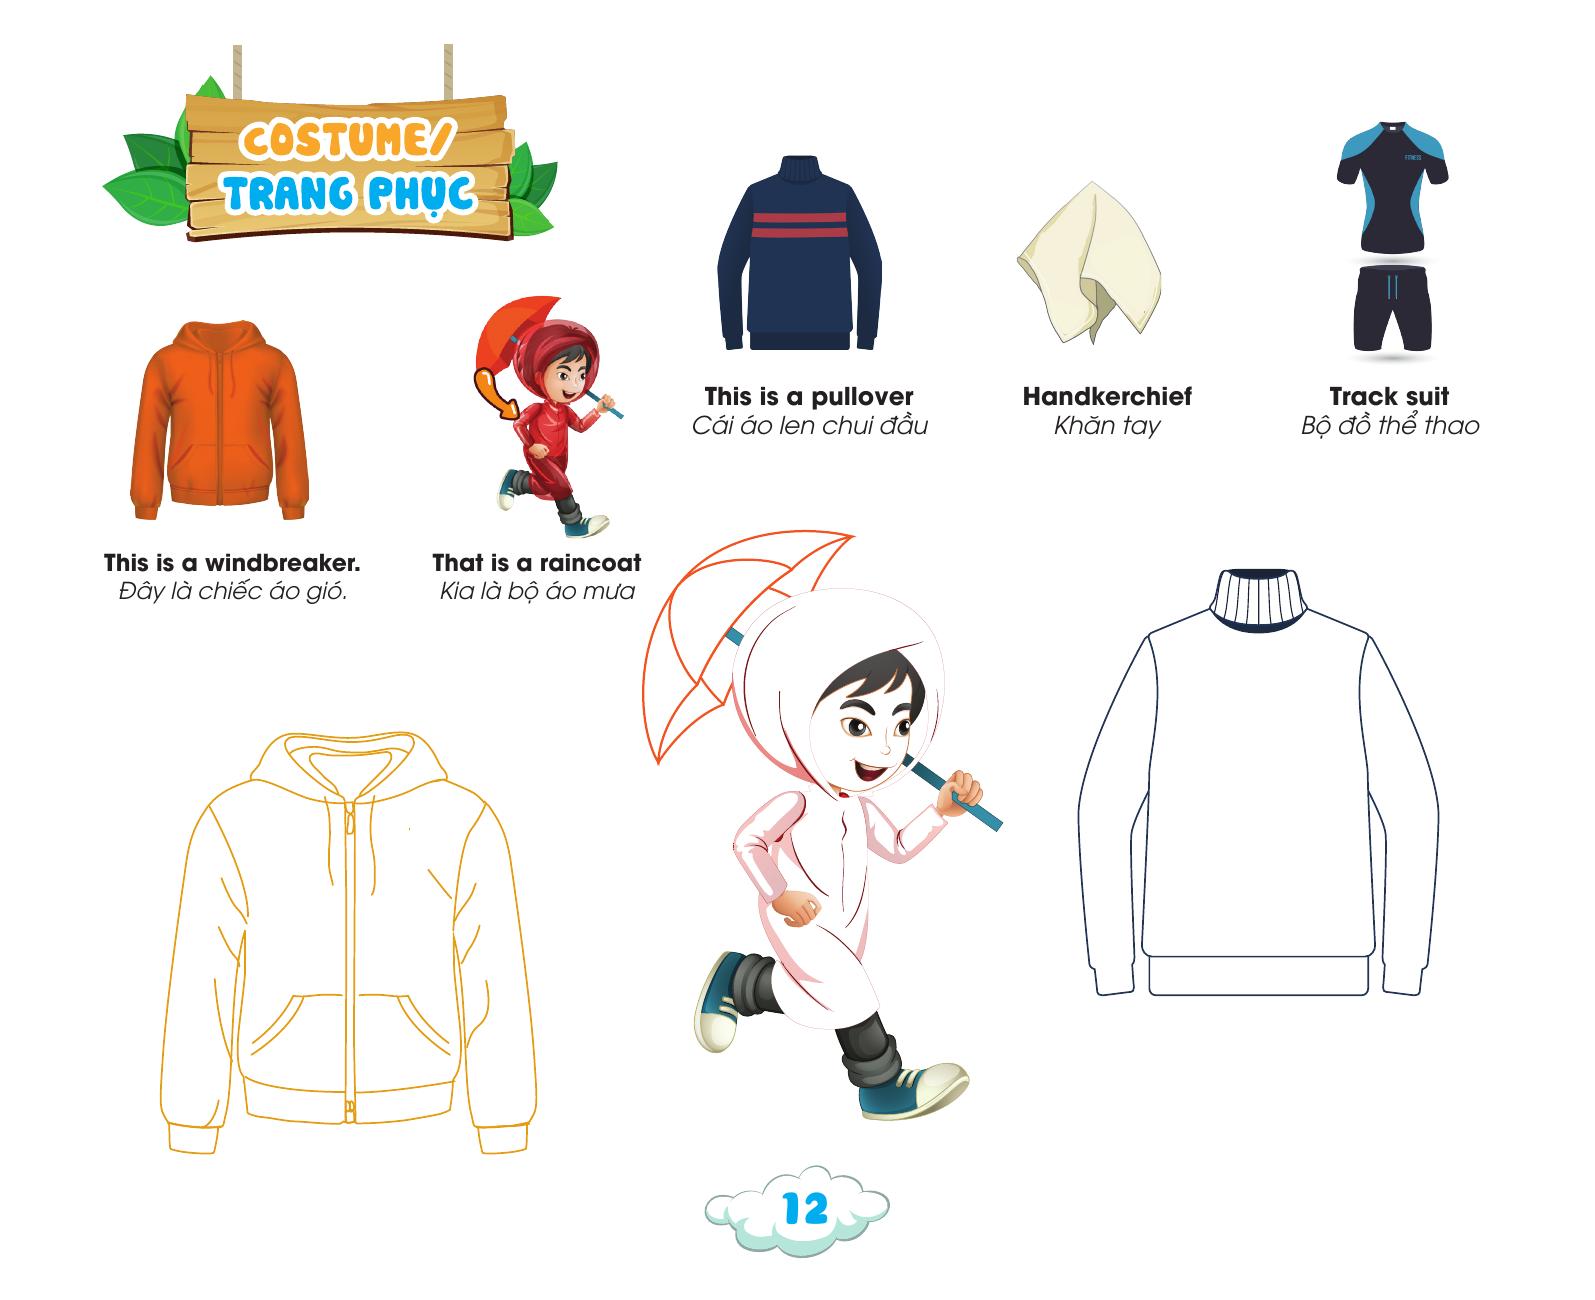 COSTUME/
TRANG PHỤC
FITNESS
This is a pullover
Cái áo len chui đầu
Handkerchief
Khăn tay
Track suit
Bộ đồ thể thao
This is a windbreaker.
Đây là chiếc áo gió.
That is a raincoat
Kia là bộ áo mưa
12